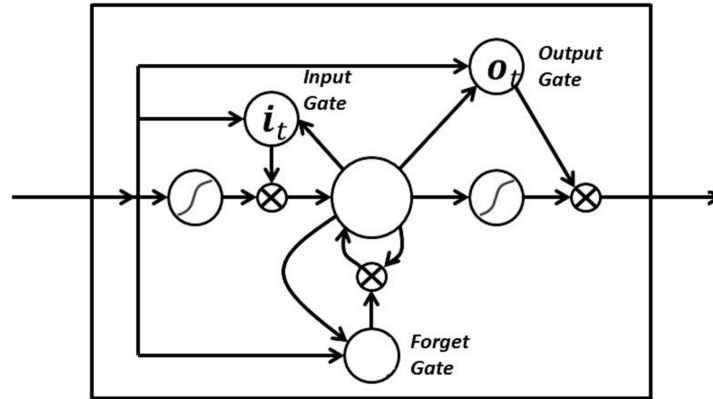 Input
Gate
i_t
o_t
Output
Gate
Forget
Gate